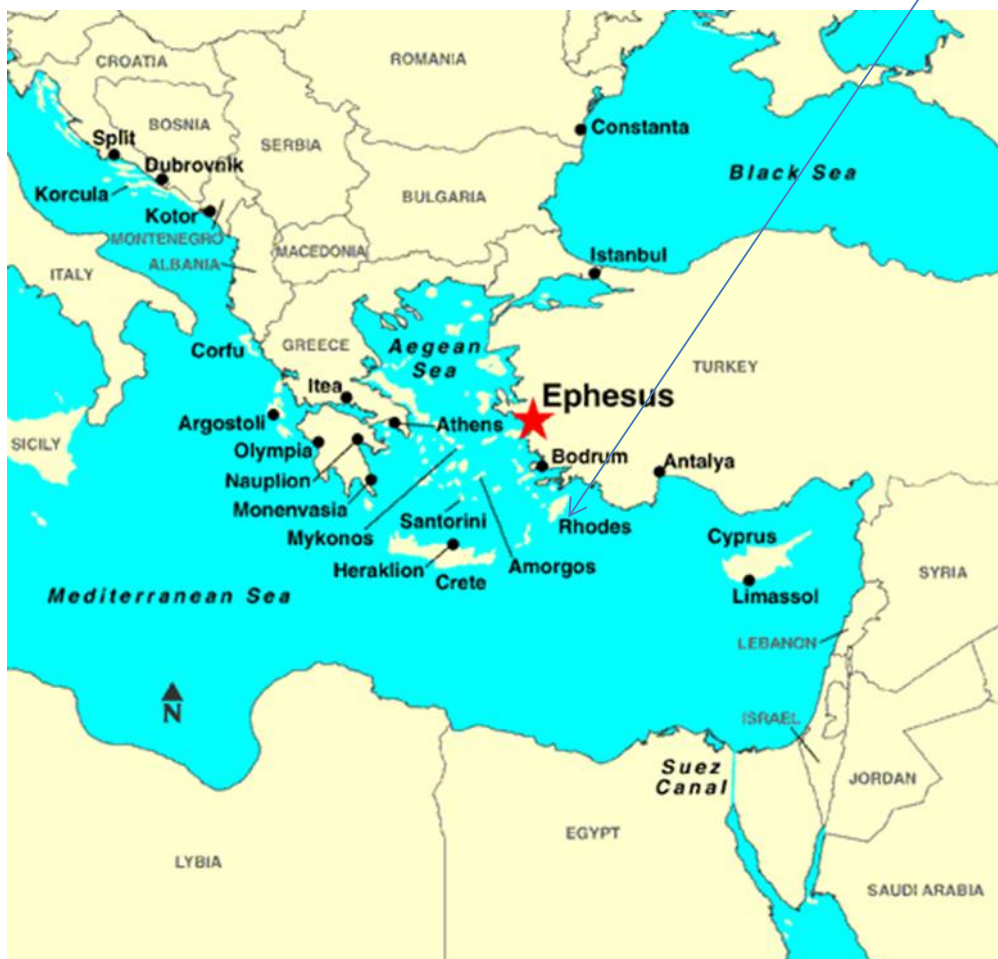 CROATIA
ROMANIA
BOSNIA
Constanta
Split
SERBIA
Dubrovnik
Black Sea
Korcula
BULGARIA
Kotor
MONTENEGRO
MACEDONIA
Istanbul
ALBANIA
ITALY
Corfu
GREECE
Aegean
Sea
TURKEY
Itea
Ephesus
Argostoli
Athens
SICILY
Olympia
Bodrum
Antalya
Nauplion
Monenvasia
Santorini
Rhodes
Mykonos
Cyprus
Heraklion
Crete
Amorgos
SYRIA
Mediterranean Sea
Limassol
LEBANON
N
ISRAEL
Suez
Canal
JORDAN
EGYPT
LYBIA
SAUDI ARABIA